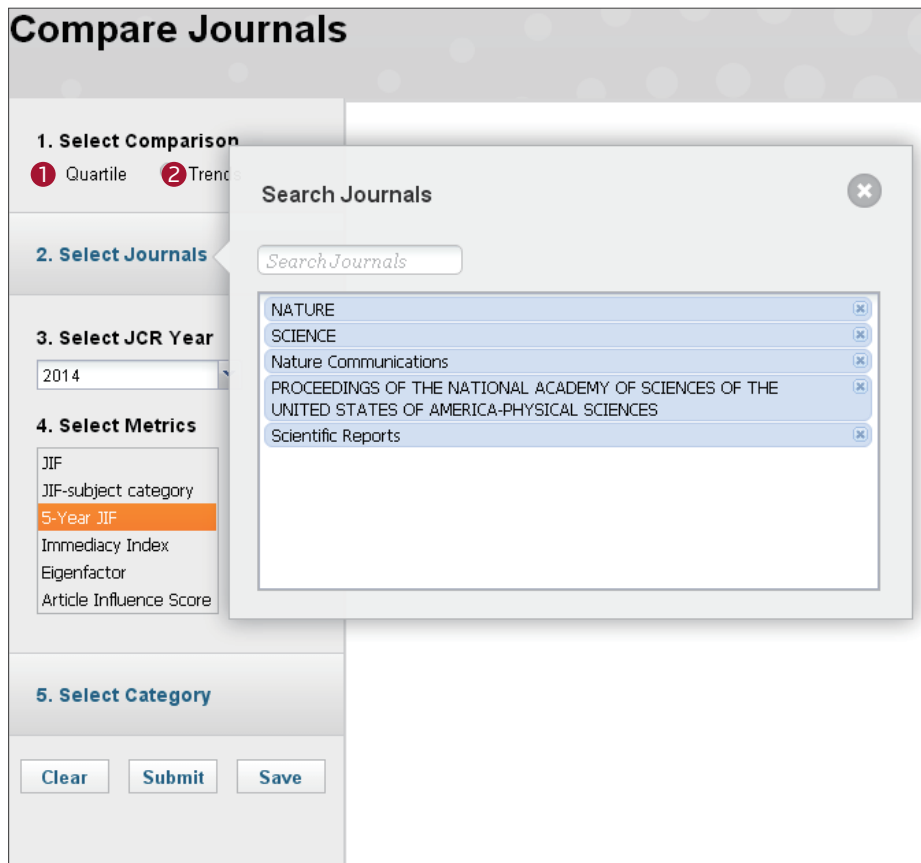 Compare Journals
1. Select Comparison
1 Quartile 2 Trends
Search Journals
2. Select Journals
Search Journals
NATURE
SCIENCE
Nature Communications
PROCEEDINGS OF THE NATIONAL ACADEMY OF SCIENCES OF THE
UNITED STATES OF AMERICA-PHYSICAL SCIENCES
Scientific Reports
3. Select JCR Year
2014
4. Select Metrics
JIF
JIF-subject category
5-Year JIF
Immediacy Index
Eigenfactor
Article Influence Score
5. Select Category
Clear Submit Save